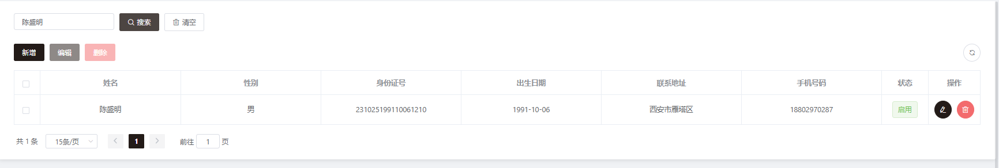 陈盛明 搜索 清空
新增 编辑 删除
姓名 性别 身份证号 出生日期 联系地址 手机号码 状态 操作
陈盛明 男 231025199110061210 1991-10-06 西安市雁塔区 18802970287 启用
共 1 条 15条/页 1 前往 1 页